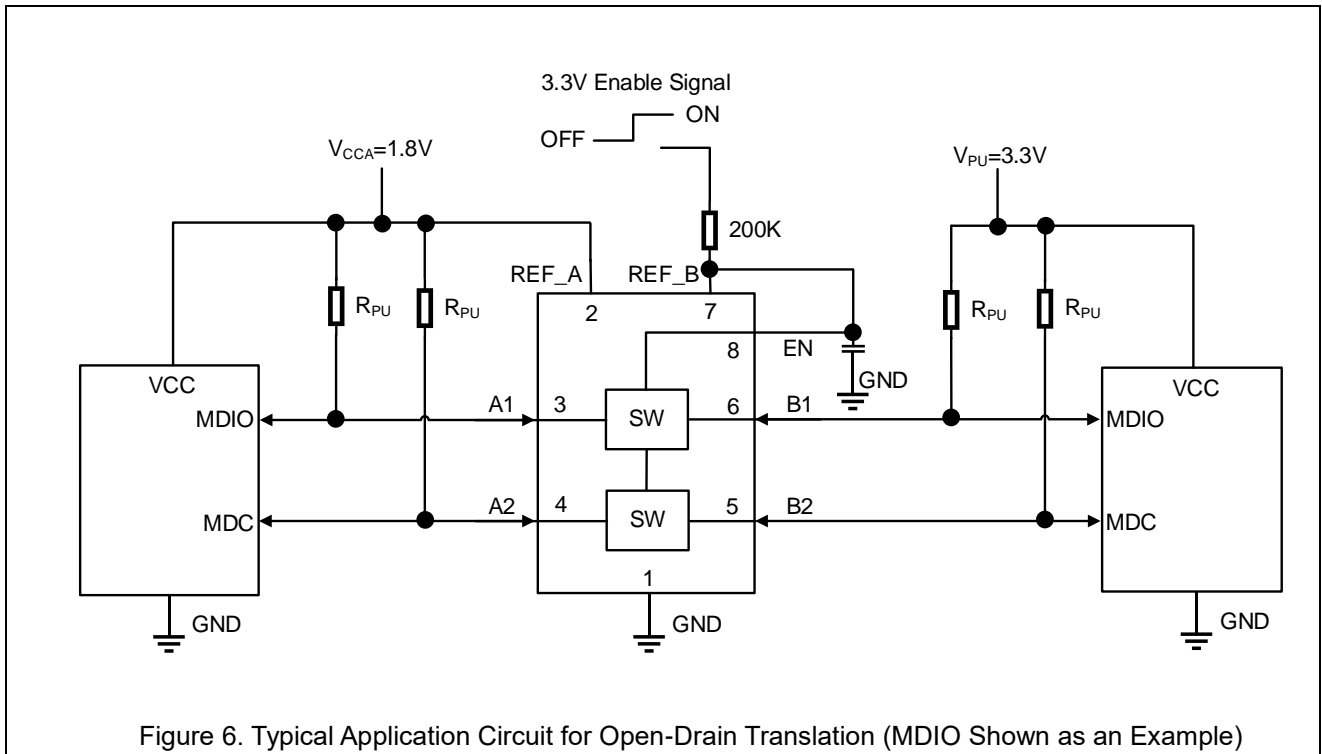 3.3V Enable Signal
ON
OFF
VCCA=1.8V
VPU=3.3V
200K
REF_A
REF_B
2
7
RPU
RPU
RPU
RPU
8
EN
GND
VCC
VCC
MDIO
A1
3
SW
6
B1
MDIO
MDC
A2
4
SW
5
B2
MDC
1
GND
GND
GND
Figure 6. Typical Application Circuit for Open-Drain Translation (MDIO Shown as an Example)